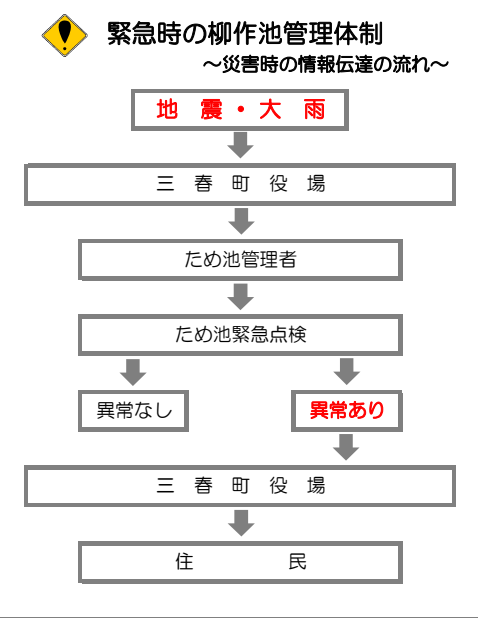 緊急時の柳作池管理体制
～災害時の情報伝達の流れ～
地 震・大 雨
三 春 町 役 場
ため池管理者
ため池緊急点検
異常なし 異常あり
三 春 町 役 場
住 民